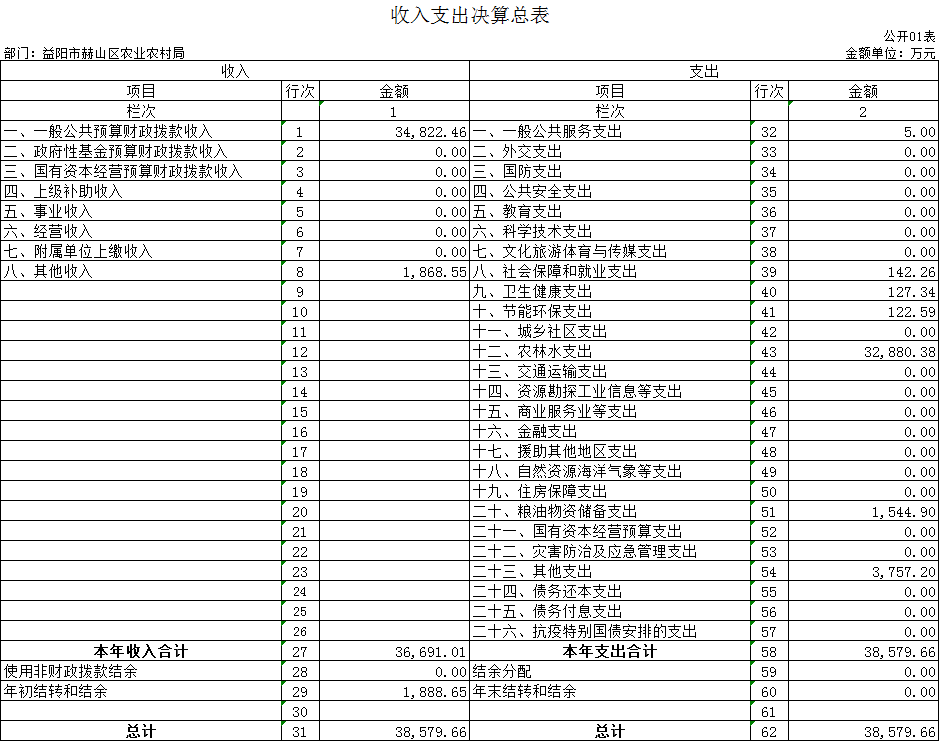 收入支出决算总表
公开01表
部门：益阳市赫山区农业农村局 金额单位：万元
收入 支出
项目 行次 金额 项目 行次 金额
栏次 1 栏次 2
一、一般公共预算财政拨款收入 1 34,822.46 一、一般公共服务支出 32 5.00
二、政府性基金预算财政拨款收入 2 0.00 二、外交支出 33 0.00
三、国有资本经营预算财政拨款收入 3 0.00 三、国防支出 34 0.00
四、上级补助收入 4 0.00 四、公共安全支出 35 0.00
五、事业收入 5 0.00 五、教育支出 36 0.00
六、经营收入 6 0.00 六、科学技术支出 37 0.00
七、附属单位上缴收入 7 0.00 七、文化旅游体育与传媒支出 38 0.00
八、其他收入 8 1,868.55 八、社会保障和就业支出 39 142.26
9 九、卫生健康支出 40 127.34
10 十、节能环保支出 41 122.59
11 十一、城乡社区支出 42 0.00
12 十二、农林水支出 43 32,880.38
13 十三、交通运输支出 44 0.00
14 十四、资源勘探工业信息等支出 45 0.00
15 十五、商业服务业等支出 46 0.00
16 十六、金融支出 47 0.00
17 十七、援助其他地区支出 48 0.00
18 十八、自然资源海洋气象等支出 49 0.00
19 十九、住房保障支出 50 0.00
20 二十、粮油物资储备支出 51 1,544.90
21 二十一、国有资本经营预算支出 52 0.00
22 二十二、灾害防治及应急管理支出 53 0.00
23 二十三、其他支出 54 3,757.20
24 二十四、债务还本支出 55 0.00
25 二十五、债务付息支出 56 0.00
26 二十六、抗疫特别国债安排的支出 57 0.00
本年收入合计 27 36,691.01 本年支出合计 58 38,579.66
使用非财政拨款结余 28 0.00 结余分配 59 0.00
年初结转和结余 29 1,888.65 年末结转和结余 60 0.00
30 61
总计 31 38,579.66 总计 62 38,579.66